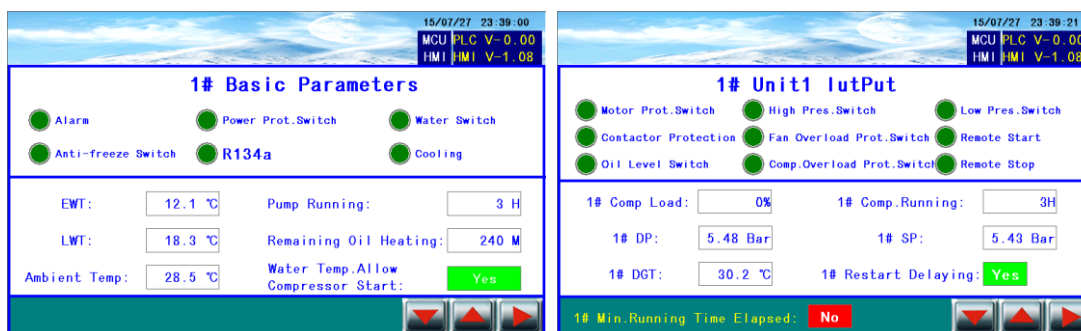 15/07/27 23:39:00
MCU PLC V-0.00
HMI HMI V-1.08
1# Basic Parameters
Alarm Power Prot.Switch Water Switch
Anti-freeze Switch R134a Cooling
EWT: 12.1 ℃ Pump Running: 3 H
LWT: 18.3 ℃ Remaining Oil Heating: 240 M
Ambient Temp: 28.5 ℃ Water Temp.Allow
Compressor Start: Yes
15/07/27 23:39:21
MCU PLC V-0.00
HMI HMI V-1.08
1# Unit1 IutPut
Motor Prot.Switch High Pres.Switch Low Pres.Switch
Contactor Protection Fan Overload Prot.Switch Remote Start
Oil Level Switch Comp.Overload Prot.Switch Remote Stop
1# Comp Load: 0% 1# Comp.Running: 3H
1# DP: 5.48 Bar 1# SP: 5.43 Bar
1# DGT: 30.2 ℃ 1# Restart Delaying: Yes
1# Min.Running Time Elapsed: No